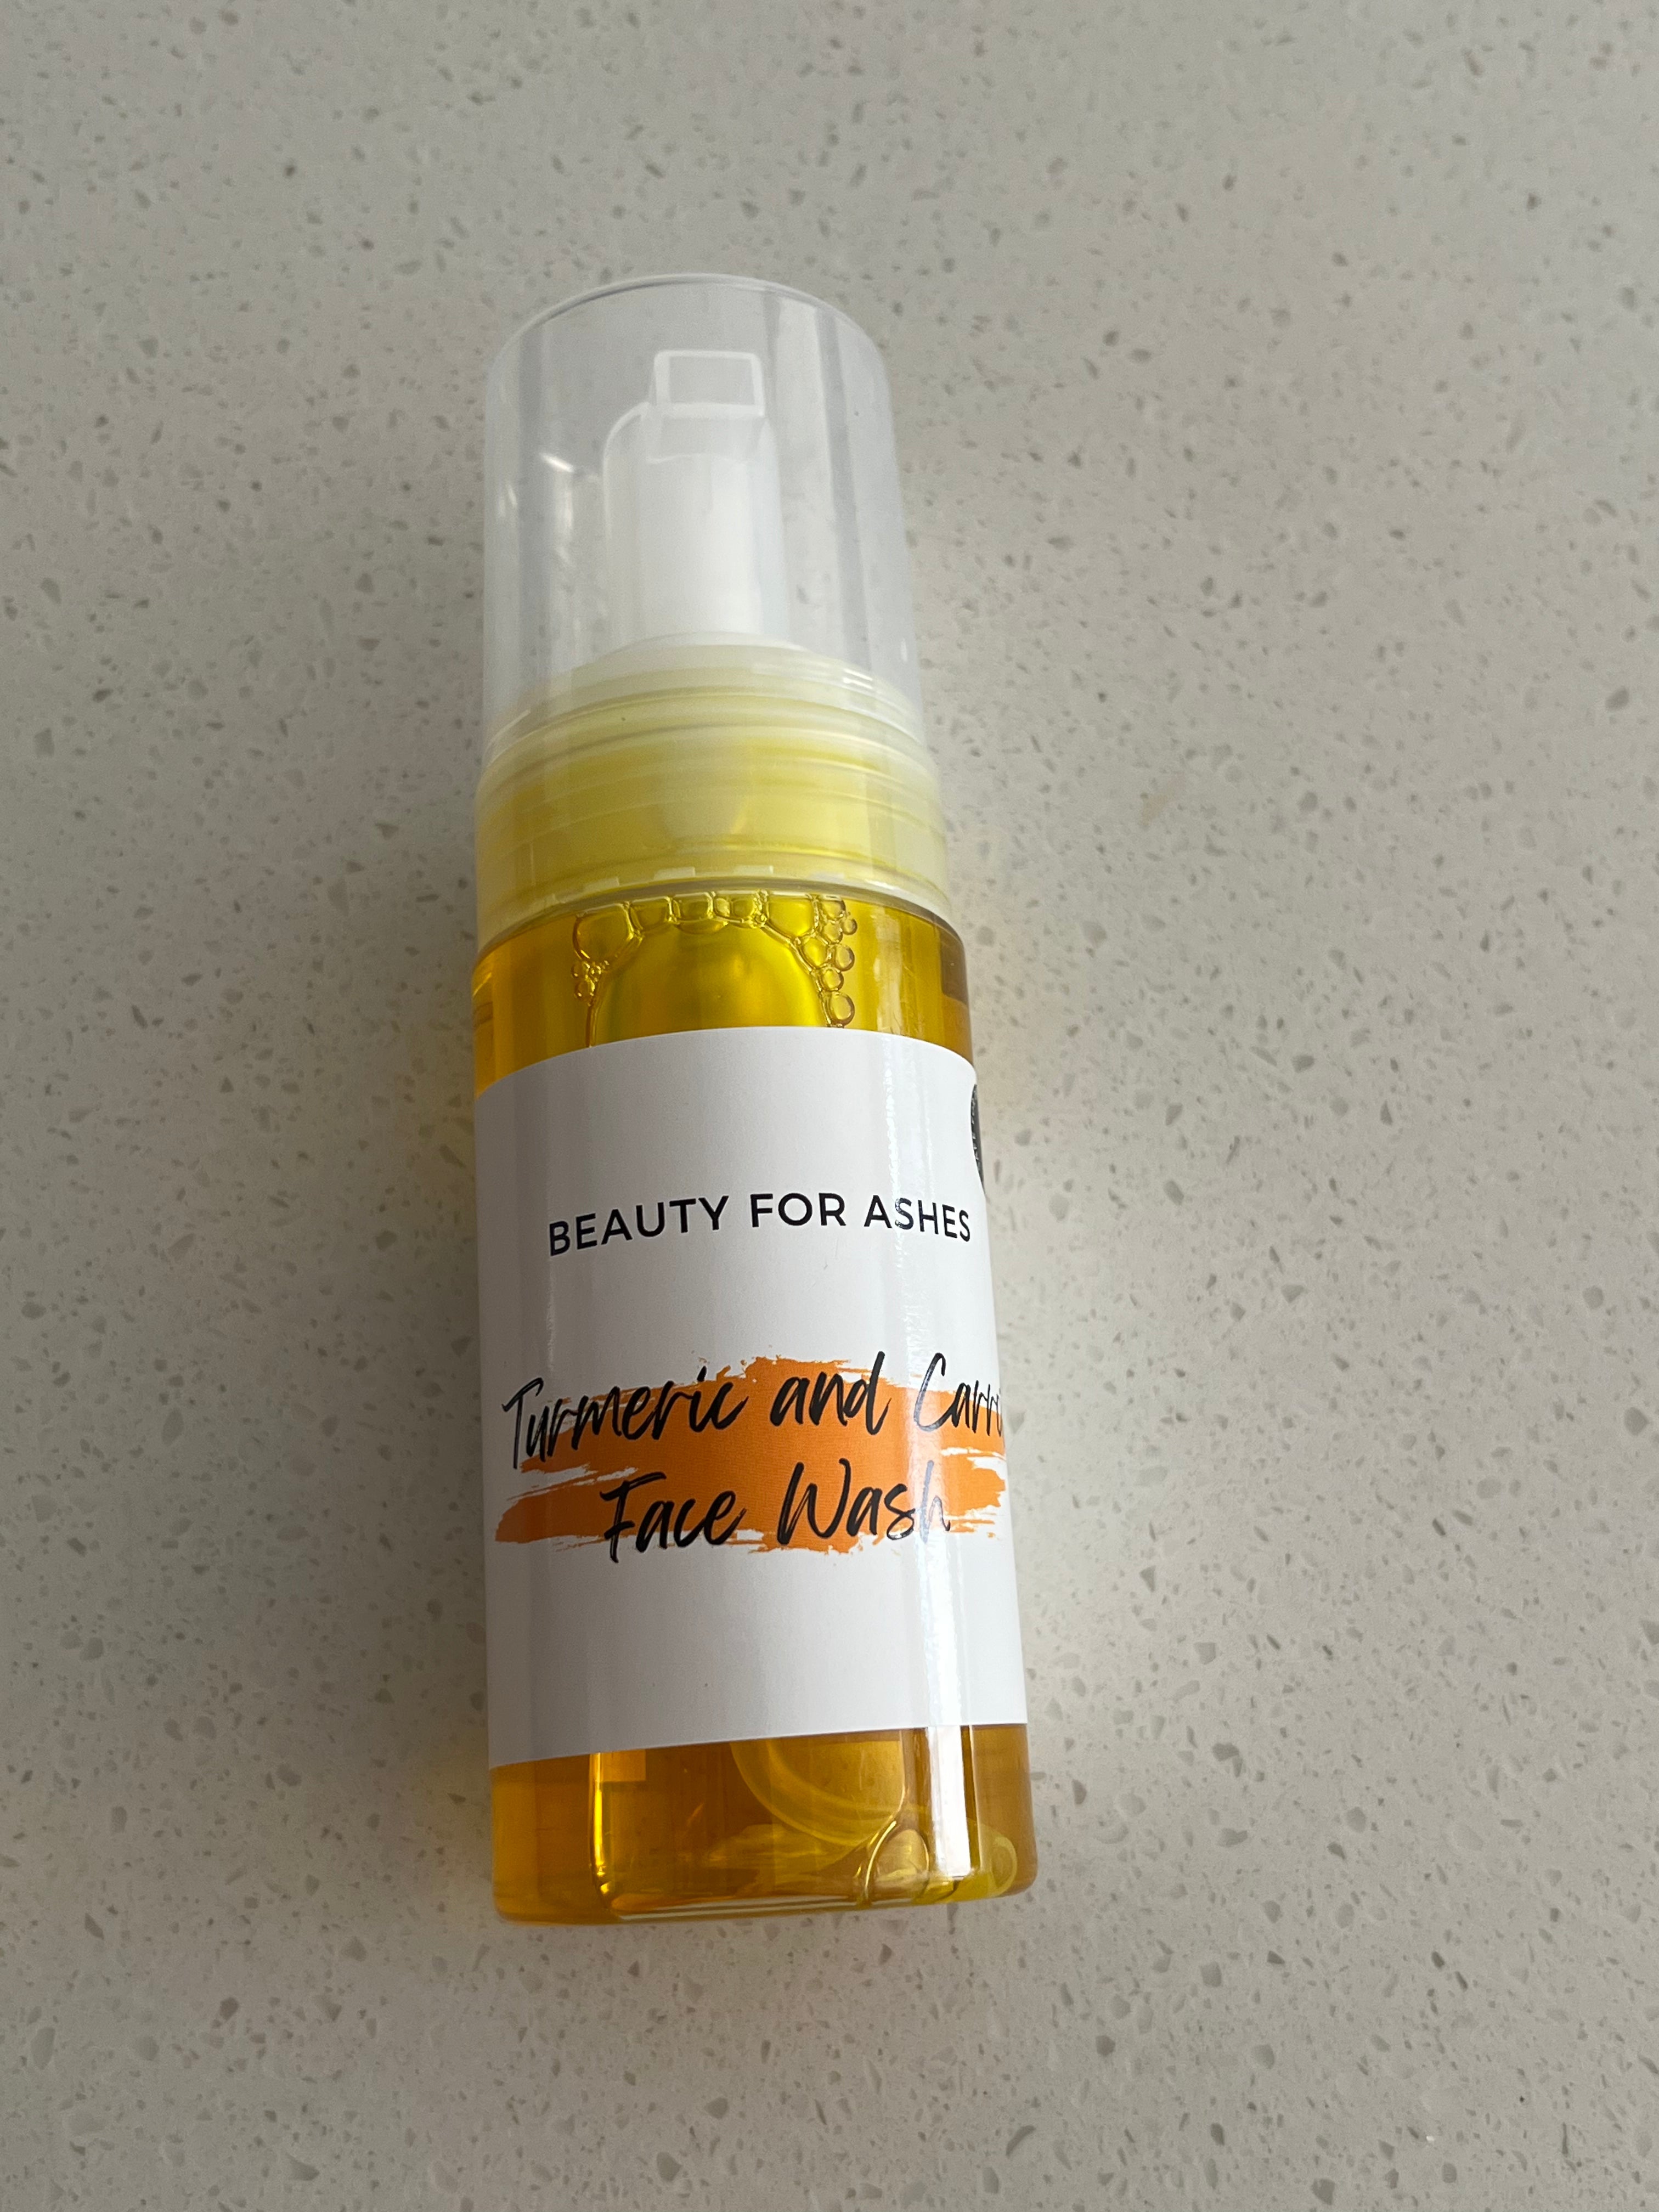 BEAUTY FOR ASHES
Turmeric and
Face Wash